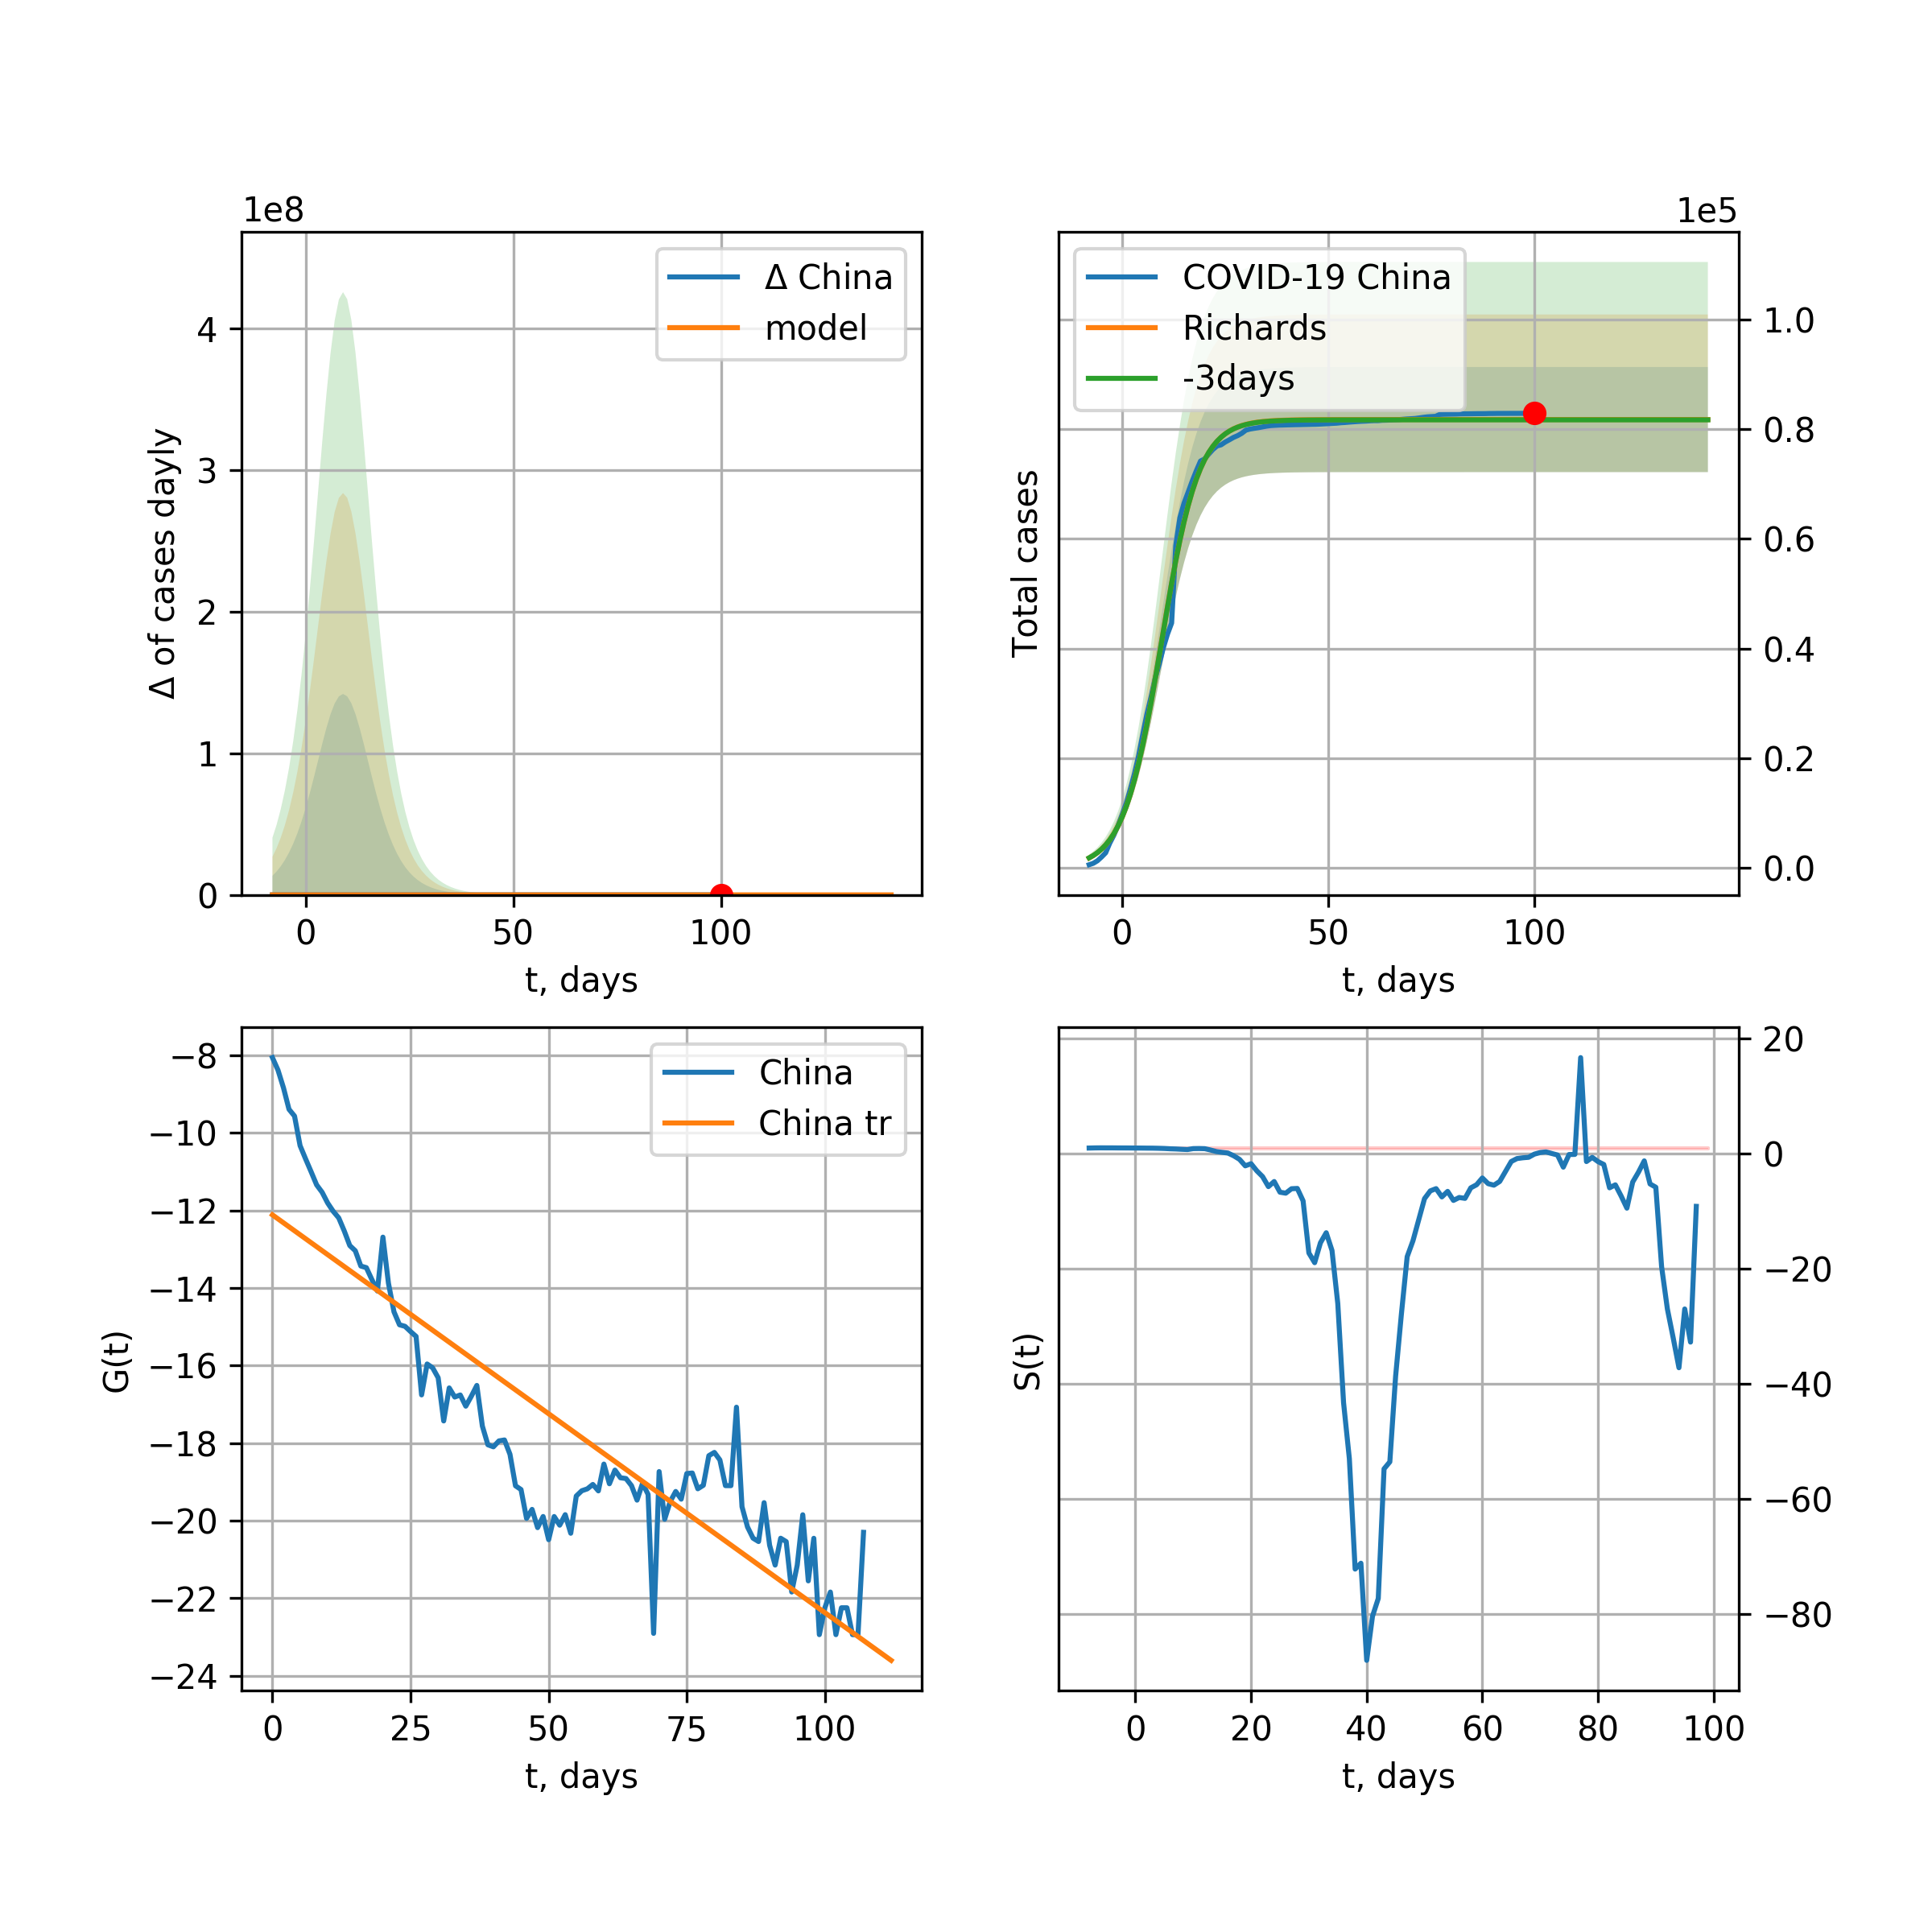 1e8
Δ of cases dayly
4
3
2
1
0
0 50 100
t, days
Δ China
model
1e5
Total cases
COVID-19 China
Richards
-3days
1.0
0.8
0.6
0.4
0.2
0.0
0 50 100
t, days
G(t)
−8
−10
−12
−14
−16
−18
−20
−22
−24
China
China tr
0 25 50 75 100
t, days
S(t)
20
0
−20
−40
−60
−80
0 20 40 60 80 100
t, days